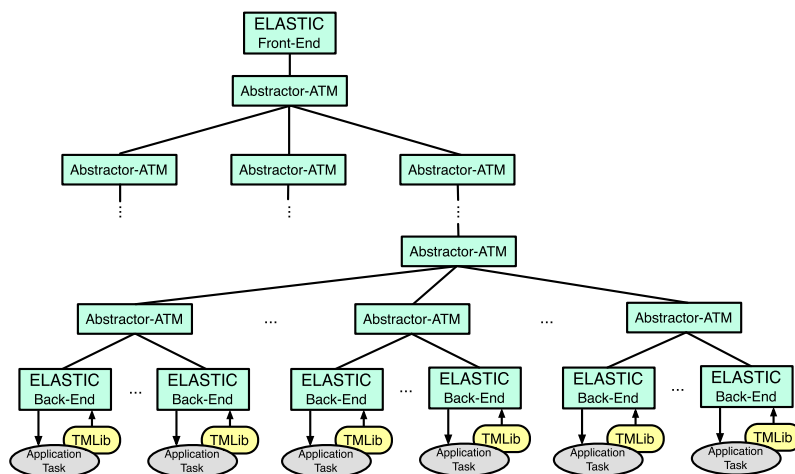 ELASTIC
Front-End
Abstractor-ATM
Abstractor-ATM
Abstractor-ATM
Abstractor-ATM
...
...
...
Abstractor-ATM
Abstractor-ATM
...
Abstractor-ATM
...
Abstractor-ATM
ELASTIC
Back-End
...
ELASTIC
Back-End
ELASTIC
Back-End
...
ELASTIC
Back-End
ELASTIC
Back-End
...
ELASTIC
Back-End
TMLib
Application
Task
TMLib
Application
Task
TMLib
Application
Task
TMLib
Application
Task
TMLib
Application
Task
TMLib
Application
Task